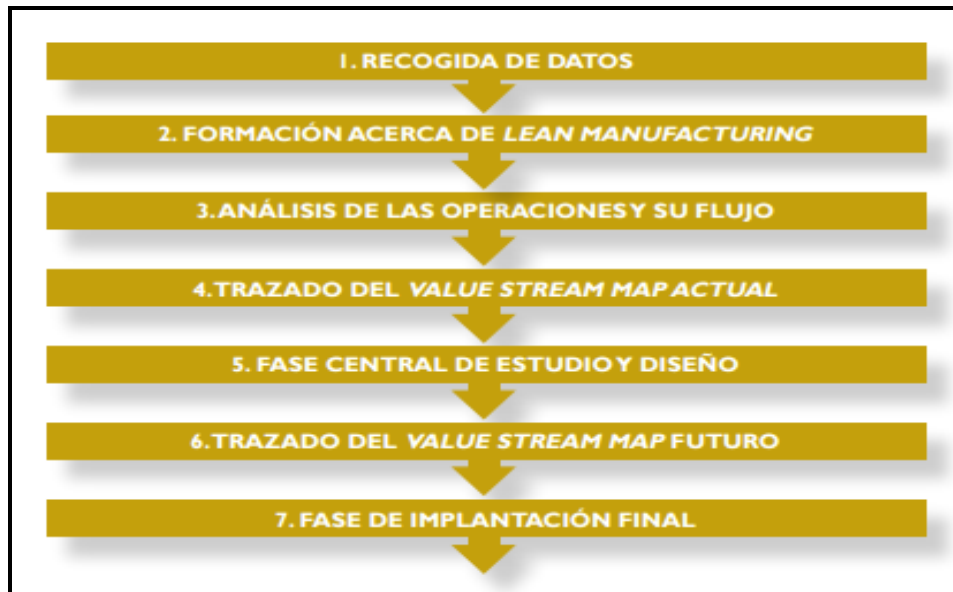 1. RECOGIDA DE DATOS
2. FORMACIÓN ACERCA DE LEAN MANUFACTURING
3. ANÁLISIS DE LAS OPERACIONES Y SU FLUJO
4. TRAZADO DEL VALUE STREAM MAP ACTUAL
5. FASE CENTRAL DE ESTUDIO Y DISEÑO
6. TRAZADO DEL VALUE STREAM MAP FUTURO
7. FASE DE IMPLANTACIÓN FINAL